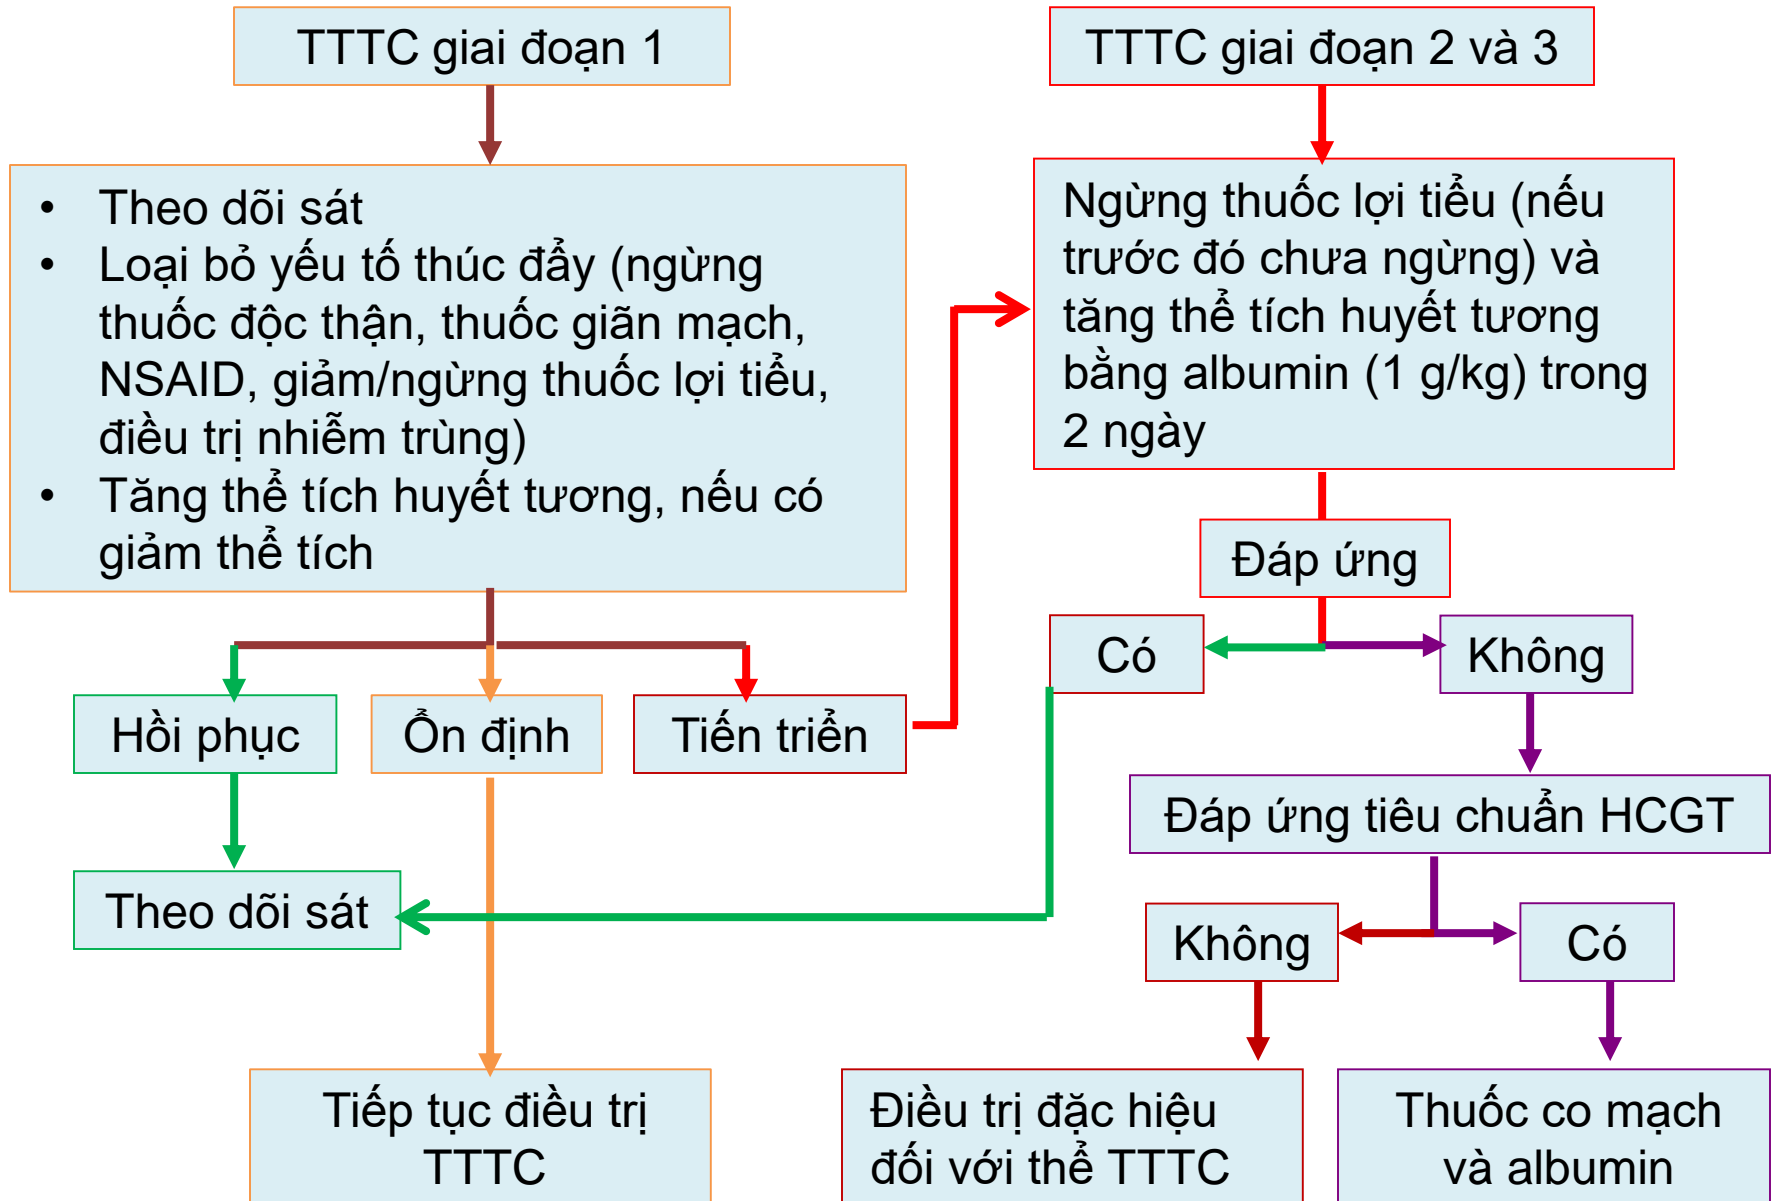 TTTC giai đoạn 1
TTTC giai đoạn 2 và 3
• Theo dõi sát
• Loại bỏ yếu tố thúc đẩy (ngừng
thuốc độc thận, thuốc giãn mạch,
NSAID, giảm/ngừng thuốc lợi tiểu,
điều trị nhiễm trùng)
• Tăng thể tích huyết tương, nếu có
giảm thể tích
Ngừng thuốc lợi tiểu (nếu
trước đó chưa ngừng) và
tăng thể tích huyết tương
bằng albumin (1 g/kg) trong
2 ngày
Đáp ứng
Có
Không
Hồi phục
Ổn định
Tiến triển
Đáp ứng tiêu chuẩn HCGT
Theo dõi sát
Không
Có
Tiếp tục điều trị
TTTC
Điều trị đặc hiệu
đối với thể TTTC
Thuốc co mạch
và albumin